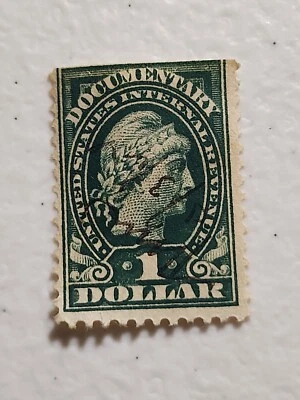 DOCUMENTARY
UNITED STATES INTERNAL REVENUE
1
DOLLAR